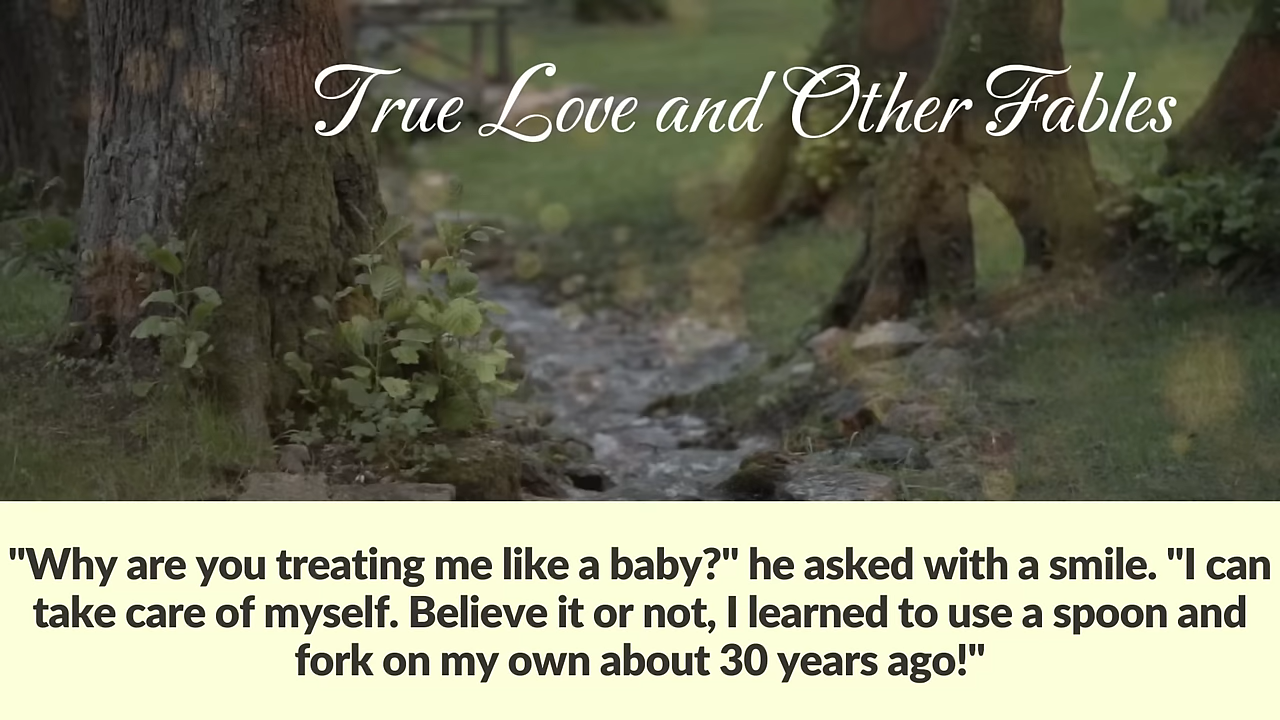 True Love and Other Fables
"Why are you treating me like a baby?" he asked with a smile. "I can
take care of myself. Believe it or not, I learned to use a spoon and
fork on my own about 30 years ago!"